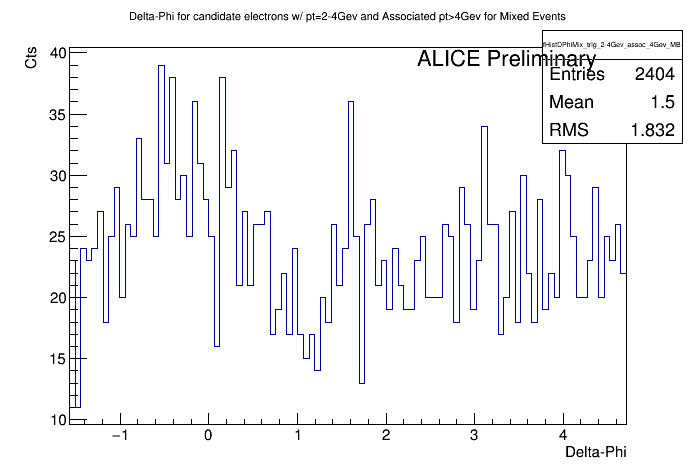 Delta-Phi for candidate electrons w/ pt=2-4Gev and Associated pt>4Gev for Mixed Events
Cts
ALICE Preliminary
fHistDPhiMix_trig_2-4Gev_assoc_4Gev_MB
Entries 2404
Mean 1.5
RMS 1.832
40
35
30
25
20
15
10
−1 0 1 2 3 4
Delta-Phi